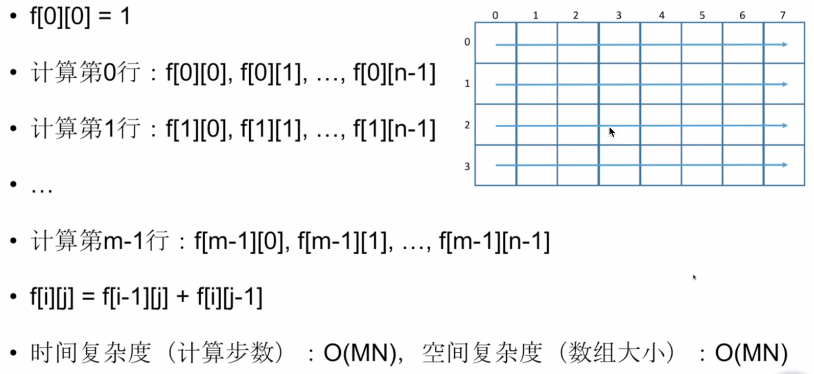 • f[0][0] = 1
• 计算第0行：f[0][0], f[0][1], …, f[0][n-1]
• 计算第1行：f[1][0], f[1][1], …, f[1][n-1]
• …
• 计算第m-1行：f[m-1][0], f[m-1][1], …, f[m-1][n-1]
• f[i][j] = f[i-1][j] + f[i][j-1]
• 时间复杂度（计算步数）：O(MN)，空间复杂度（数组大小）：O(MN)
0 1 2 3 4 5 6 7
0
1
2
3